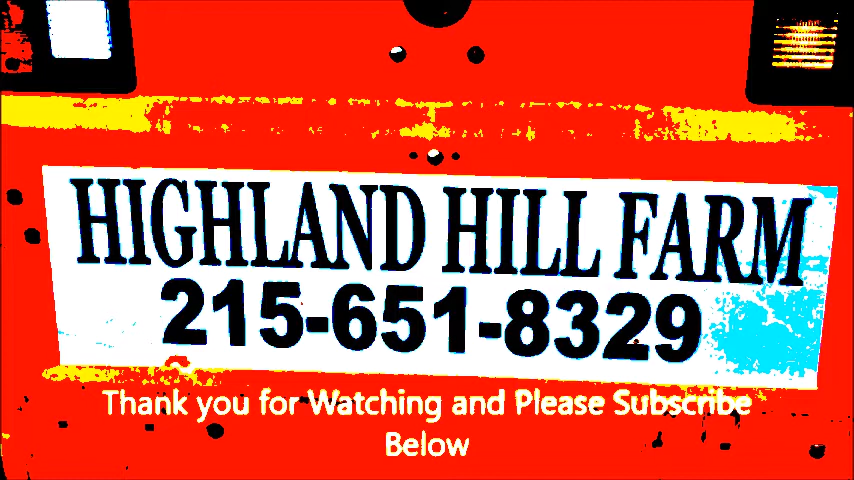 HIGHLAND HILL FARM
215-651-8329
Thank you for Watching and Please Subscribe
Below